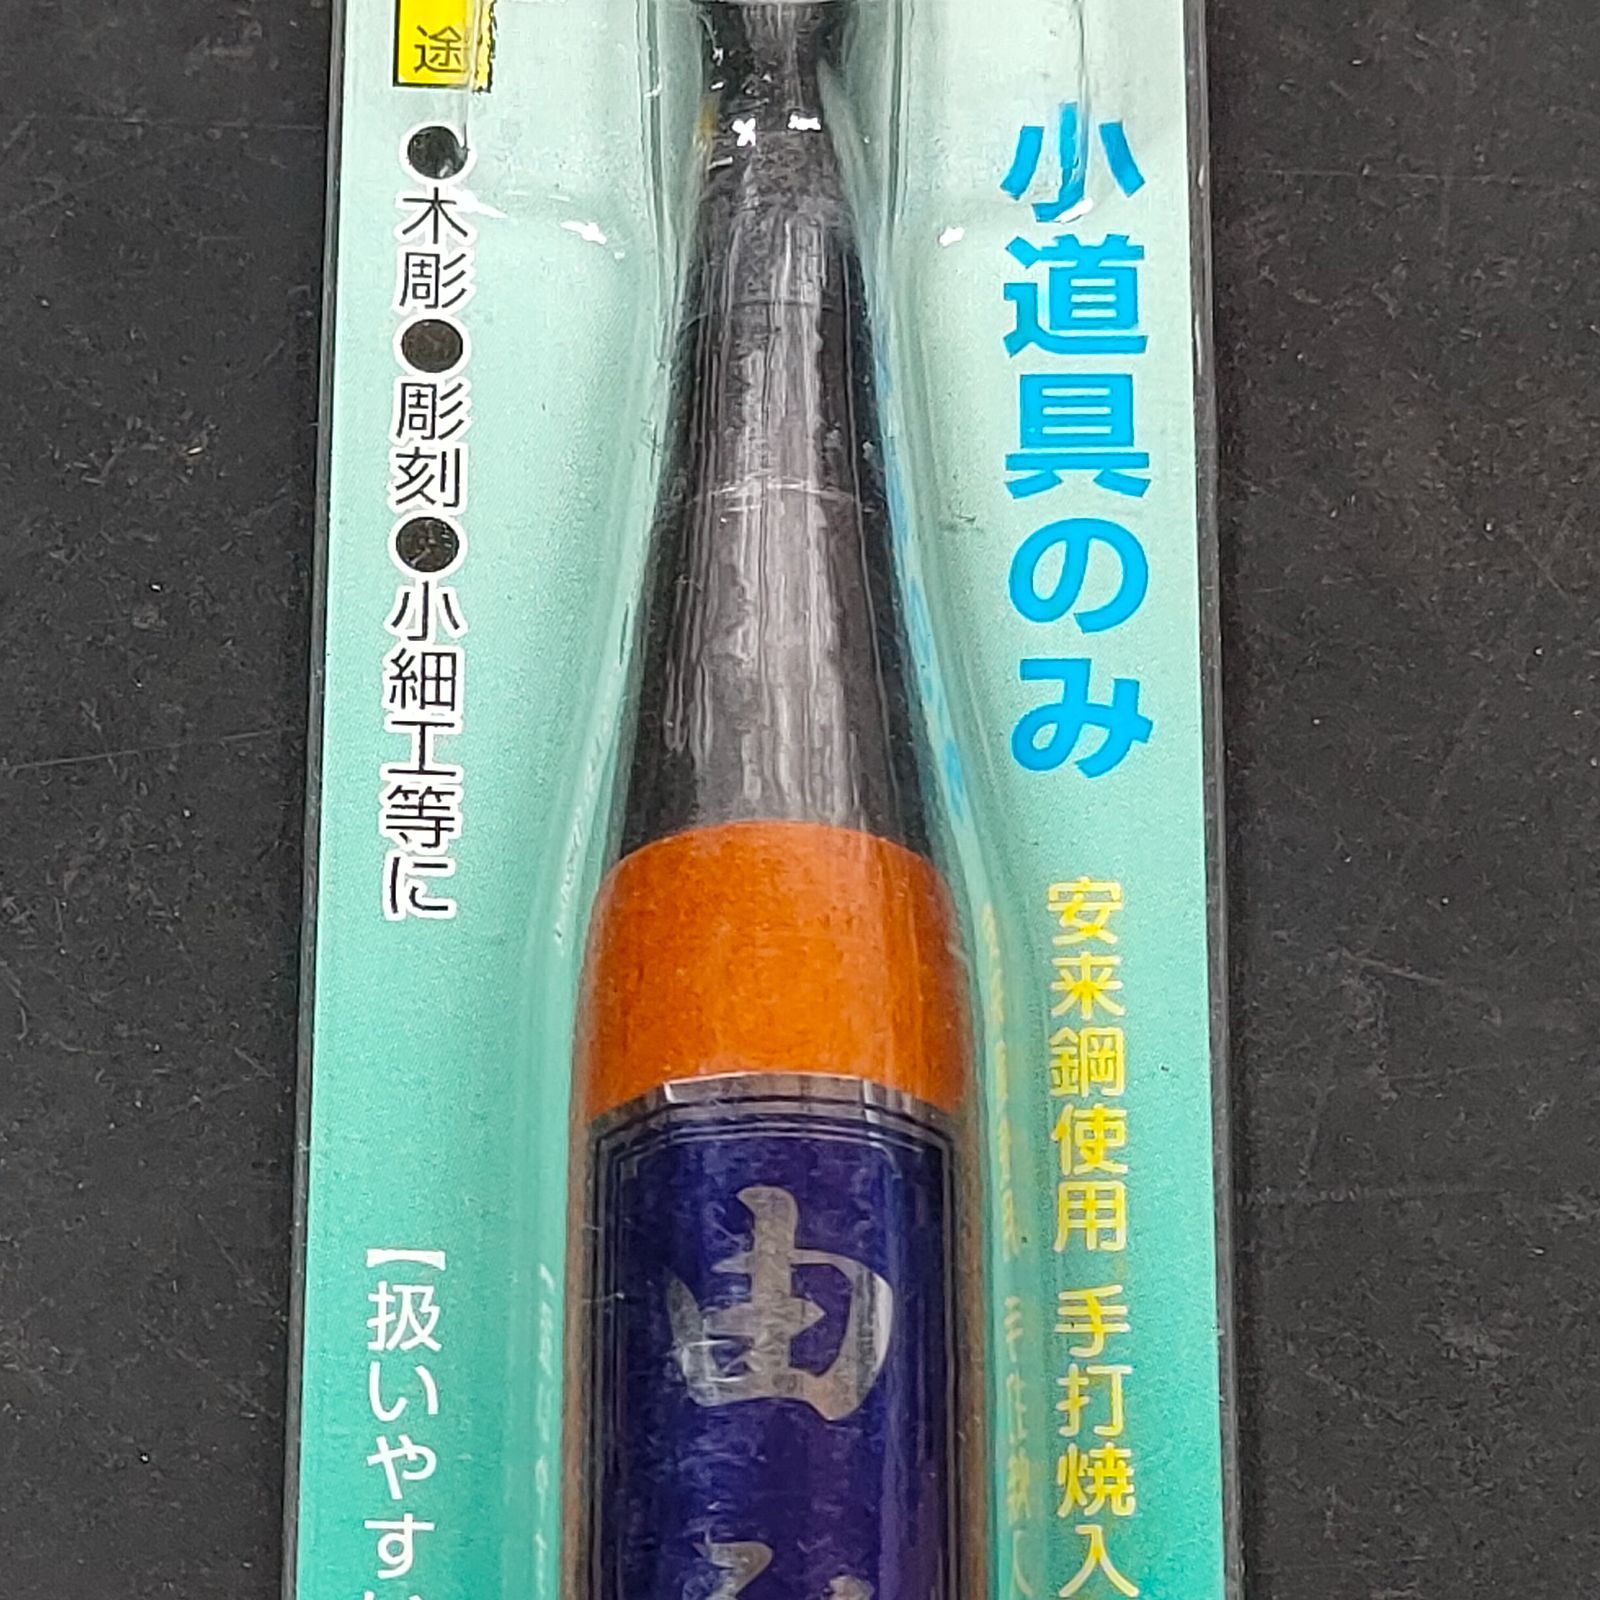 小道具のみ
安来鋼使用 手打焼入
由
途
●木彫●彫刻●小細工等に
【扱いやす